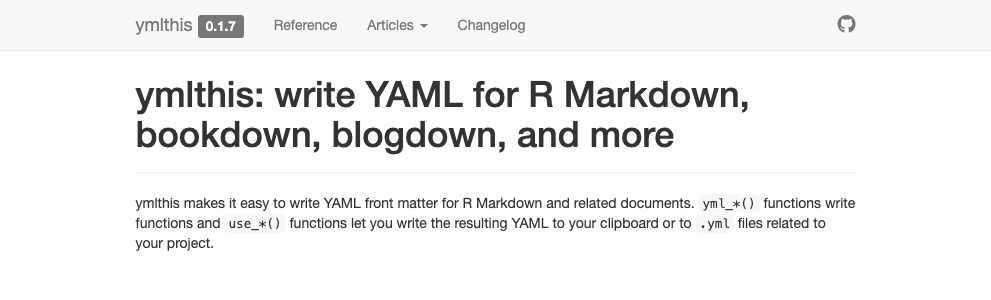 ymlthis 0.1.7 Reference Articles Changelog
ymlthis: write YAML for R Markdown,
bookdown, blogdown, and more
ymlthis makes it easy to write YAML front matter for R Markdown and related documents. yml_*() functions write
functions and use_*() functions let you write the resulting YAML to your clipboard or to .yml files related to
your project.